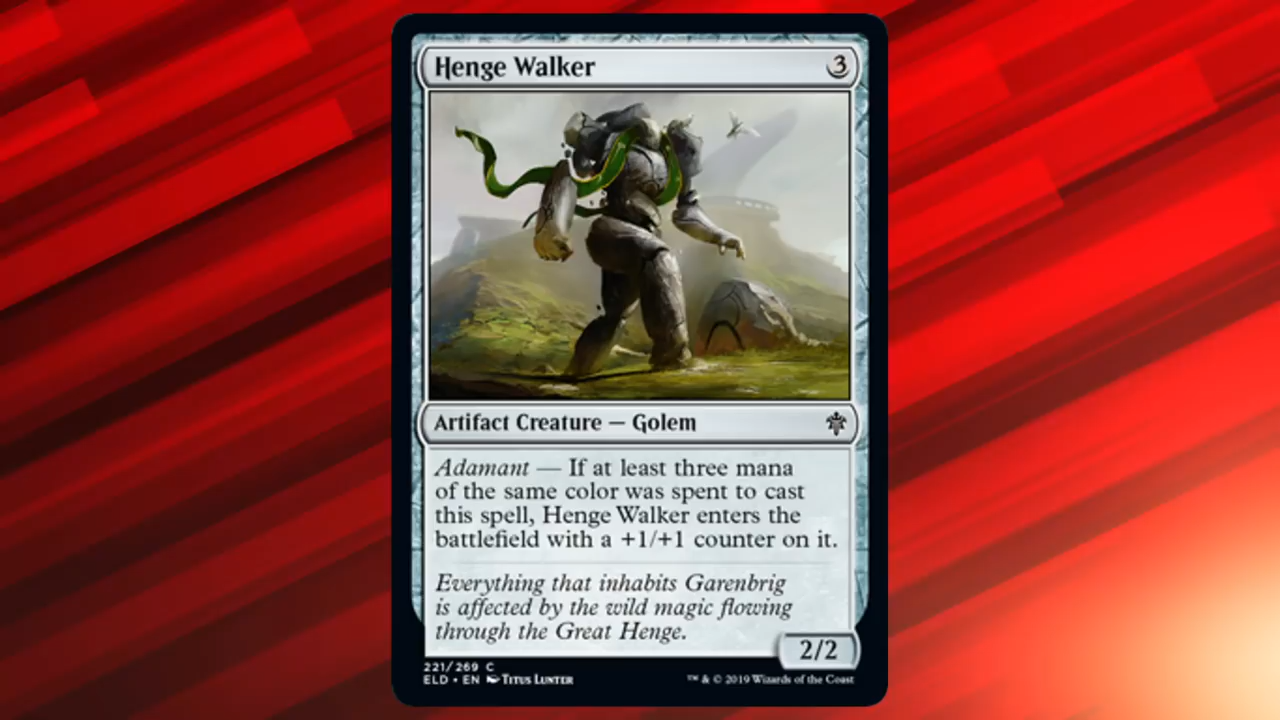 Henge Walker 3
Artifact Creature — Golem
Adamant — If at least three mana
of the same color was spent to cast
this spell, Henge Walker enters the
battlefield with a +1/+1 counter on it.
Everything that inhabits Garenbrig
is affected by the wild magic flowing
through the Great Henge.
2/2
221/269 C
ELD • EN Titus Lunter
™ & © 2019 Wizards of the Coast